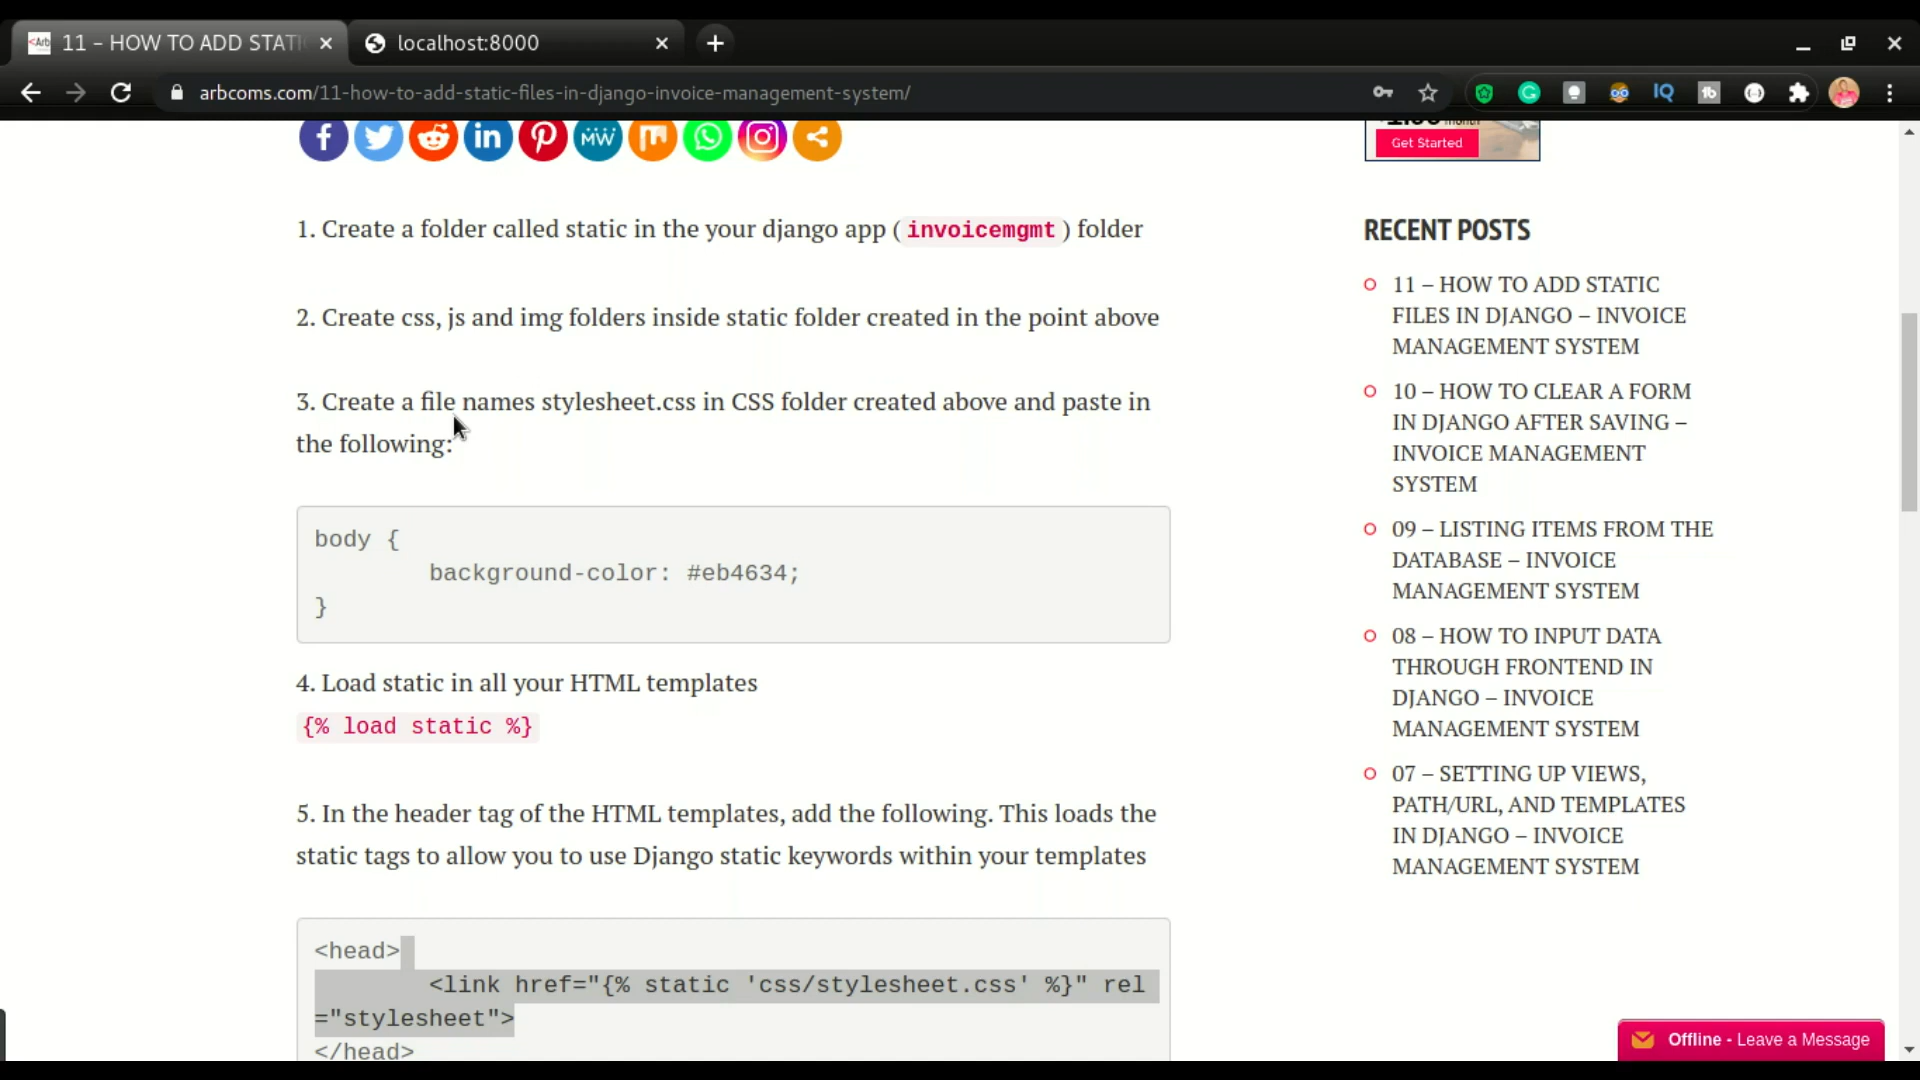 <Arb
11 – HOW TO ADD STATI
localhost:8000
arbcoms.com/11-how-to-add-static-files-in-django-invoice-management-system/
IQ
MW
month
Get Started
1. Create a folder called static in the your django app ( invoicemgmt ) folder
2. Create css, js and img folders inside static folder created in the point above
3. Create a file names stylesheet.css in CSS folder created above and paste in
the following:
body {
background-color: #eb4634;
}
4. Load static in all your HTML templates
{% load static %}
5. In the header tag of the HTML templates, add the following. This loads the
static tags to allow you to use Django static keywords within your templates
<head>
<link href="{% static 'css/stylesheet.css' %}" rel
="stylesheet">
</head>
RECENT POSTS
11 – HOW TO ADD STATIC
FILES IN DJANGO – INVOICE
MANAGEMENT SYSTEM
10 – HOW TO CLEAR A FORM
IN DJANGO AFTER SAVING –
INVOICE MANAGEMENT
SYSTEM
09 – LISTING ITEMS FROM THE
DATABASE – INVOICE
MANAGEMENT SYSTEM
08 – HOW TO INPUT DATA
THROUGH FRONTEND IN
DJANGO – INVOICE
MANAGEMENT SYSTEM
07 – SETTING UP VIEWS,
PATH/URL, AND TEMPLATES
IN DJANGO – INVOICE
MANAGEMENT SYSTEM
Offline - Leave a Message